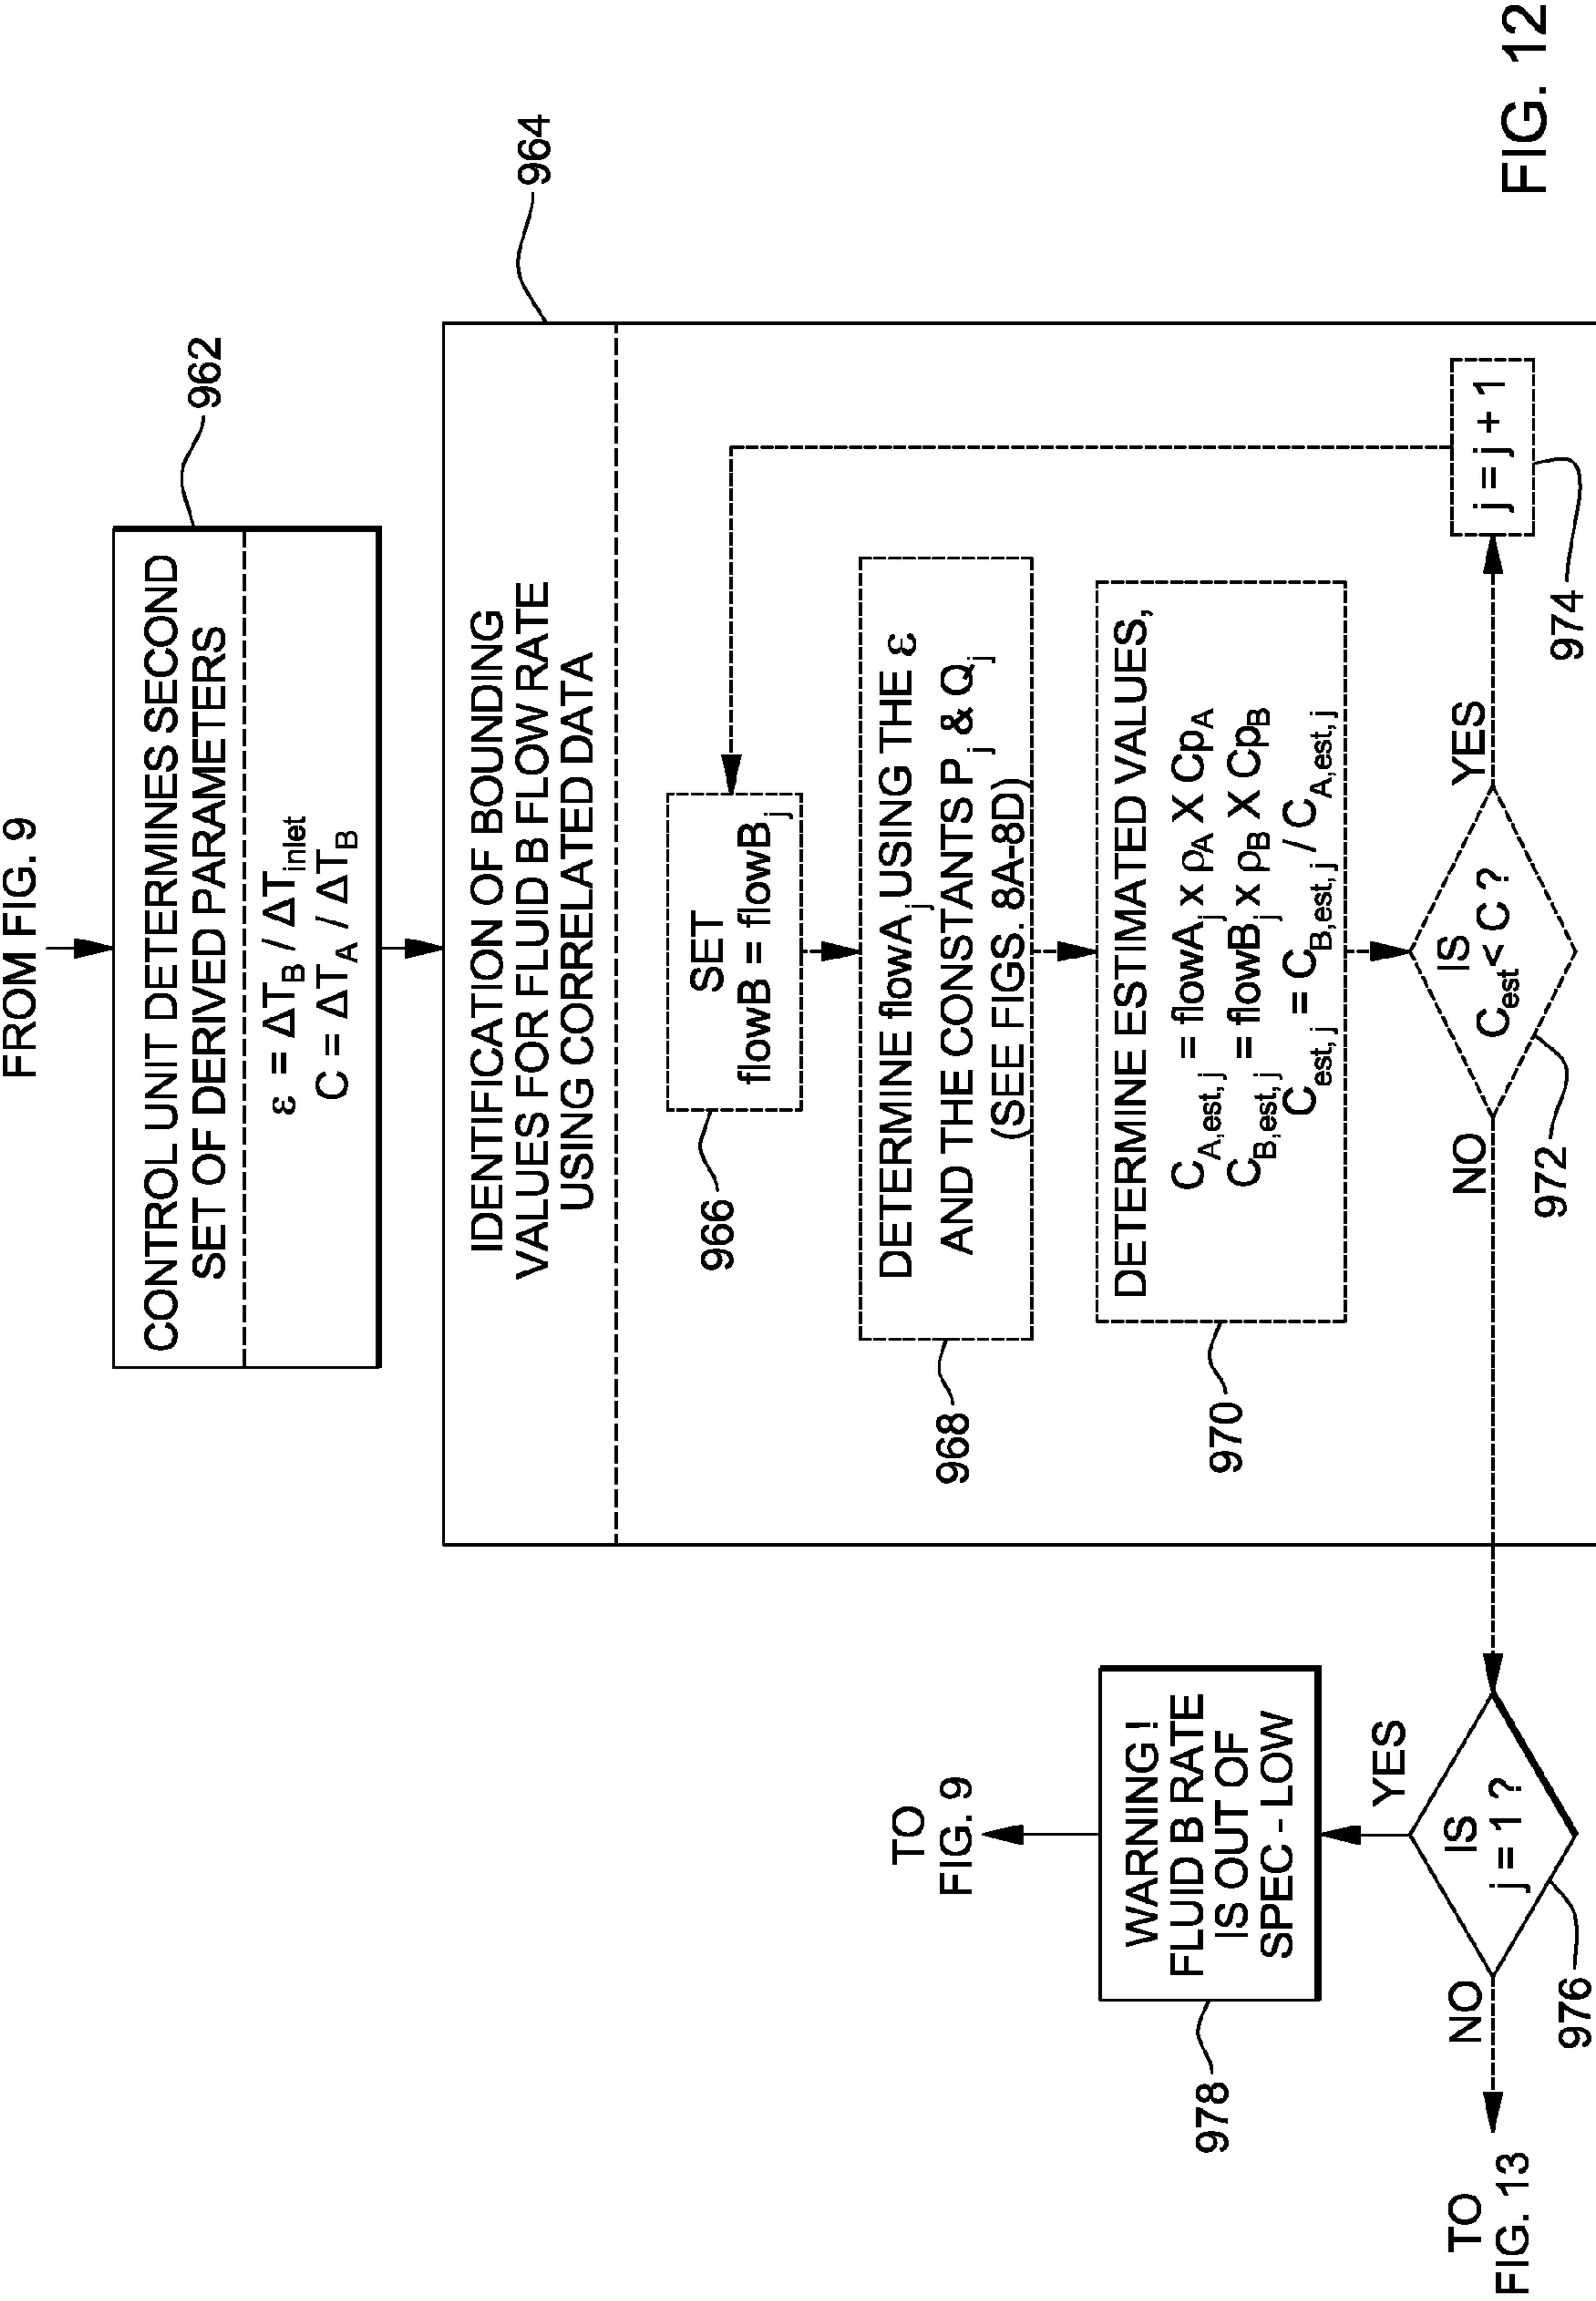 FROM FIG. 9
CONTROL UNIT DETERMINES SECOND
SET OF DERIVED PARAMETERS
ε = ΔT_B / ΔT_inlet
C = ΔT_A / ΔT_B
962
IDENTIFICATION OF BOUNDING
VALUES FOR FLUID B FLOW RATE
USING CORRELATED DATA
964
SET
flowB = flowB_j
966
DETERMINE flowA_j USING THE ε
AND THE CONSTANTS P_j & Q_j
(SEE FIGS. 8A-8D)
968
DETERMINE ESTIMATED VALUES,
C_A,est, j = flowA_j x ρ_A X Cp_A
C_B,est, j = flowB_j x ρ_B X Cp_B
C_est, j = C_B,est, j / C_A,est, j
970
IS
C_est < C ?
972
YES
j = j + 1
974
NO
IS
j = 1 ?
976
YES
WARNING !
FLUID B RATE
IS OUT OF
SPEC - LOW
978
TO
FIG. 9
NO
TO
FIG. 13
FIG. 12